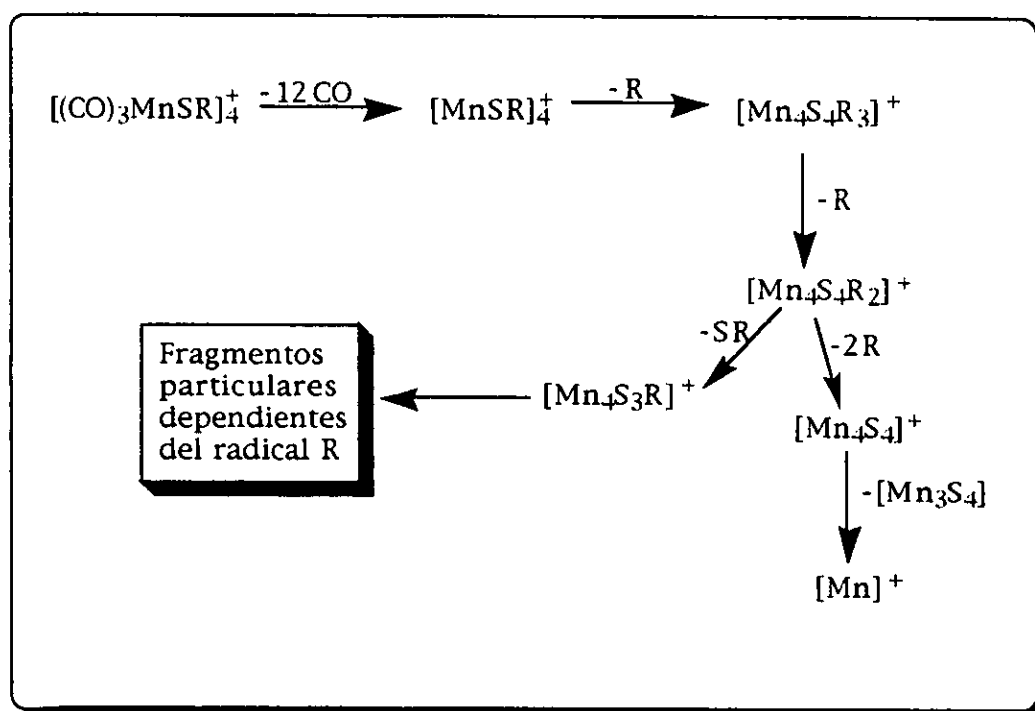 [(CO)₃MnSR]₄⁺ -12 CO [MnSR]₄⁺ -R [Mn₄S₄R₃]⁺
-R
[Mn₄S₄R₂]⁺
-SR -2R
Fragmentos
particulares
dependientes
del radical R
[Mn₄S₃R]⁺
[Mn₄S₄]⁺
-[Mn₃S₄]
[Mn]⁺